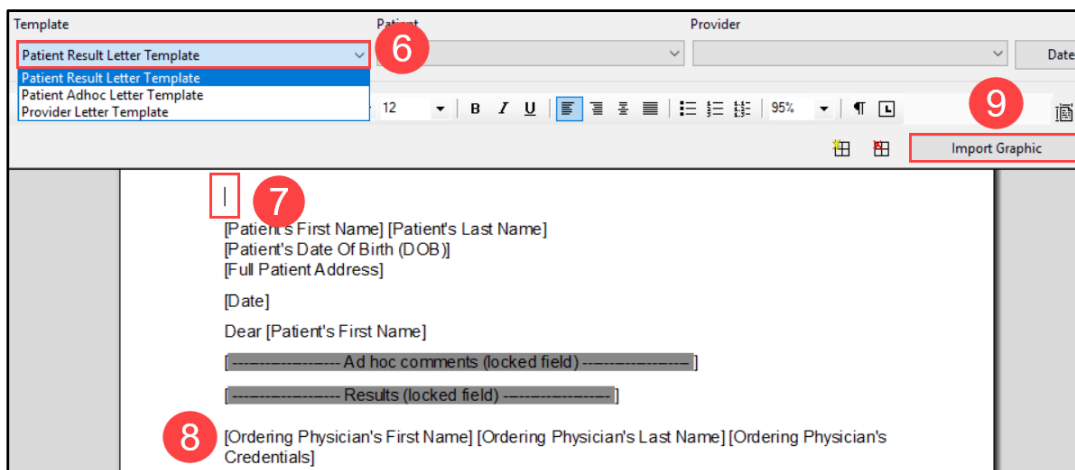 Template
Patient
Provider
Patient Result Letter Template
6
Date
Patient Result Letter Template
Patient Adhoc Letter Template
Provider Letter Template
12
B I U
95%
9
Import Graphic
7
[Patient's First Name] [Patient's Last Name]
[Patient's Date Of Birth (DOB)]
[Full Patient Address]
[Date]
Dear [Patient's First Name]
[-------------------- Ad hoc comments (locked field) --------------------]
[-------------------- Results (locked field) --------------------]
8
[Ordering Physician's First Name] [Ordering Physician's Last Name] [Ordering Physician's
Credentials]